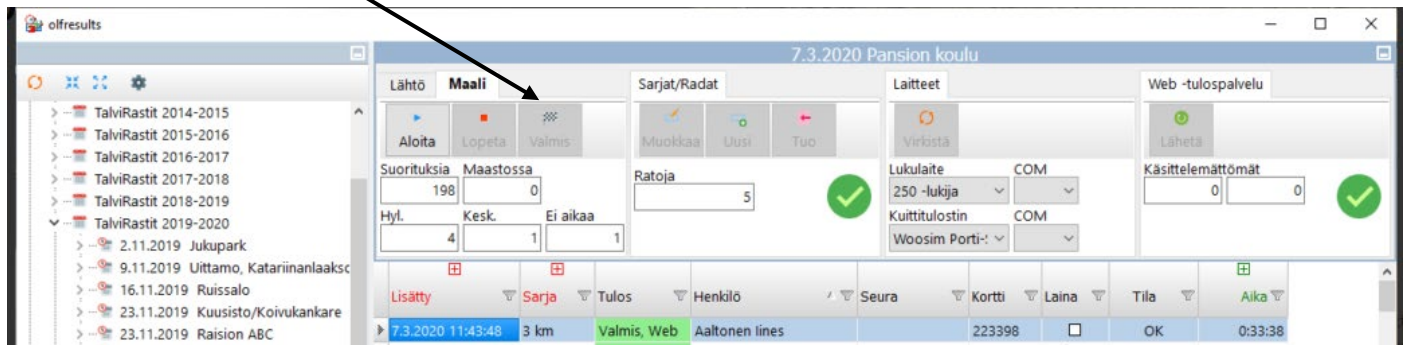 olfresults
7.3.2020 Pansion koulu
Lähtö Maali
Aloita Lopeta Valmis
Suorituksia Maastossa
198 0
Hyl. Kesk. Ei aikaa
4 1 1
Sarjat/Radat
Muokkaa Uusi Tuo
Ratoja
5
Laitteet
Virkistä
Lukulaite COM
250 -lukija
Kuittitulostin COM
Woosim Porti-
Web -tulospalvelu
Lähetä
Käsittelemättömät
0 0
TalviRastit 2014-2015
TalviRastit 2015-2016
TalviRastit 2016-2017
TalviRastit 2017-2018
TalviRastit 2018-2019
TalviRastit 2019-2020
2.11.2019 Jukupark
9.11.2019 Uittamo, Katariinanlaakso
16.11.2019 Ruissalo
23.11.2019 Kuusisto/Koivukankare
23.11.2019 Raision ABC
Lisätty Sarja Tulos Henkilö Seura Kortti Laina Tila Aika
7.3.2020 11:43:48 3 km Valmis, Web Aaltonen Iines 223398 OK 0:33:38